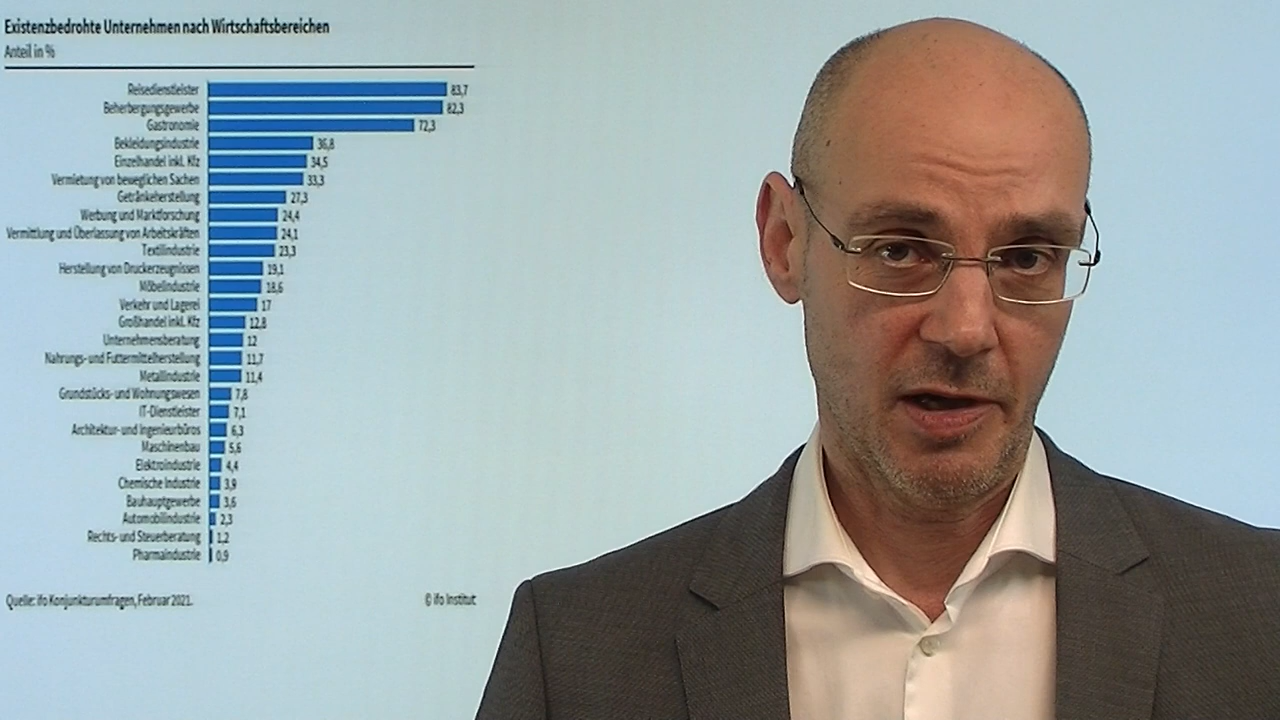 Existenzbedrohte Unternehmen nach Wirtschaftsbereichen
Anteil in %
Reisedienstleister 83,7
Beherbergungsgewerbe 82,3
Gastronomie 72,3
Bekleidungsindustrie 36,8
Einzelhandel inkl. Kfz 34,5
Vermietung von beweglichen Sachen 33,3
Getränkeherstellung 27,3
Werbung und Marktforschung 24,4
Vermittlung und Überlassung von Arbeitskräften 24,1
Textilindustrie 23,3
Herstellung von Druckerzeugnissen 19,1
Möbelindustrie 18,6
Verkehr und Lagerei 17
Großhandel inkl. Kfz 12,8
Unternehmensberatung 12
Nahrungs- und Futtermittelherstellung 11,7
Metallindustrie 11,4
Grundstücks- und Wohnungswesen 7,8
IT-Dienstleister 7,1
Architektur- und Ingenieurbüros 6,3
Maschinenbau 5,6
Elektroindustrie 4,4
Chemische Industrie 3,9
Bauhauptgewerbe 3,6
Automobilindustrie 2,3
Rechts- und Steuerberatung 1,2
Pharmaindustrie 0,9
Quelle: ifo Konjunkturumfragen, Februar 2021. © ifo Institut